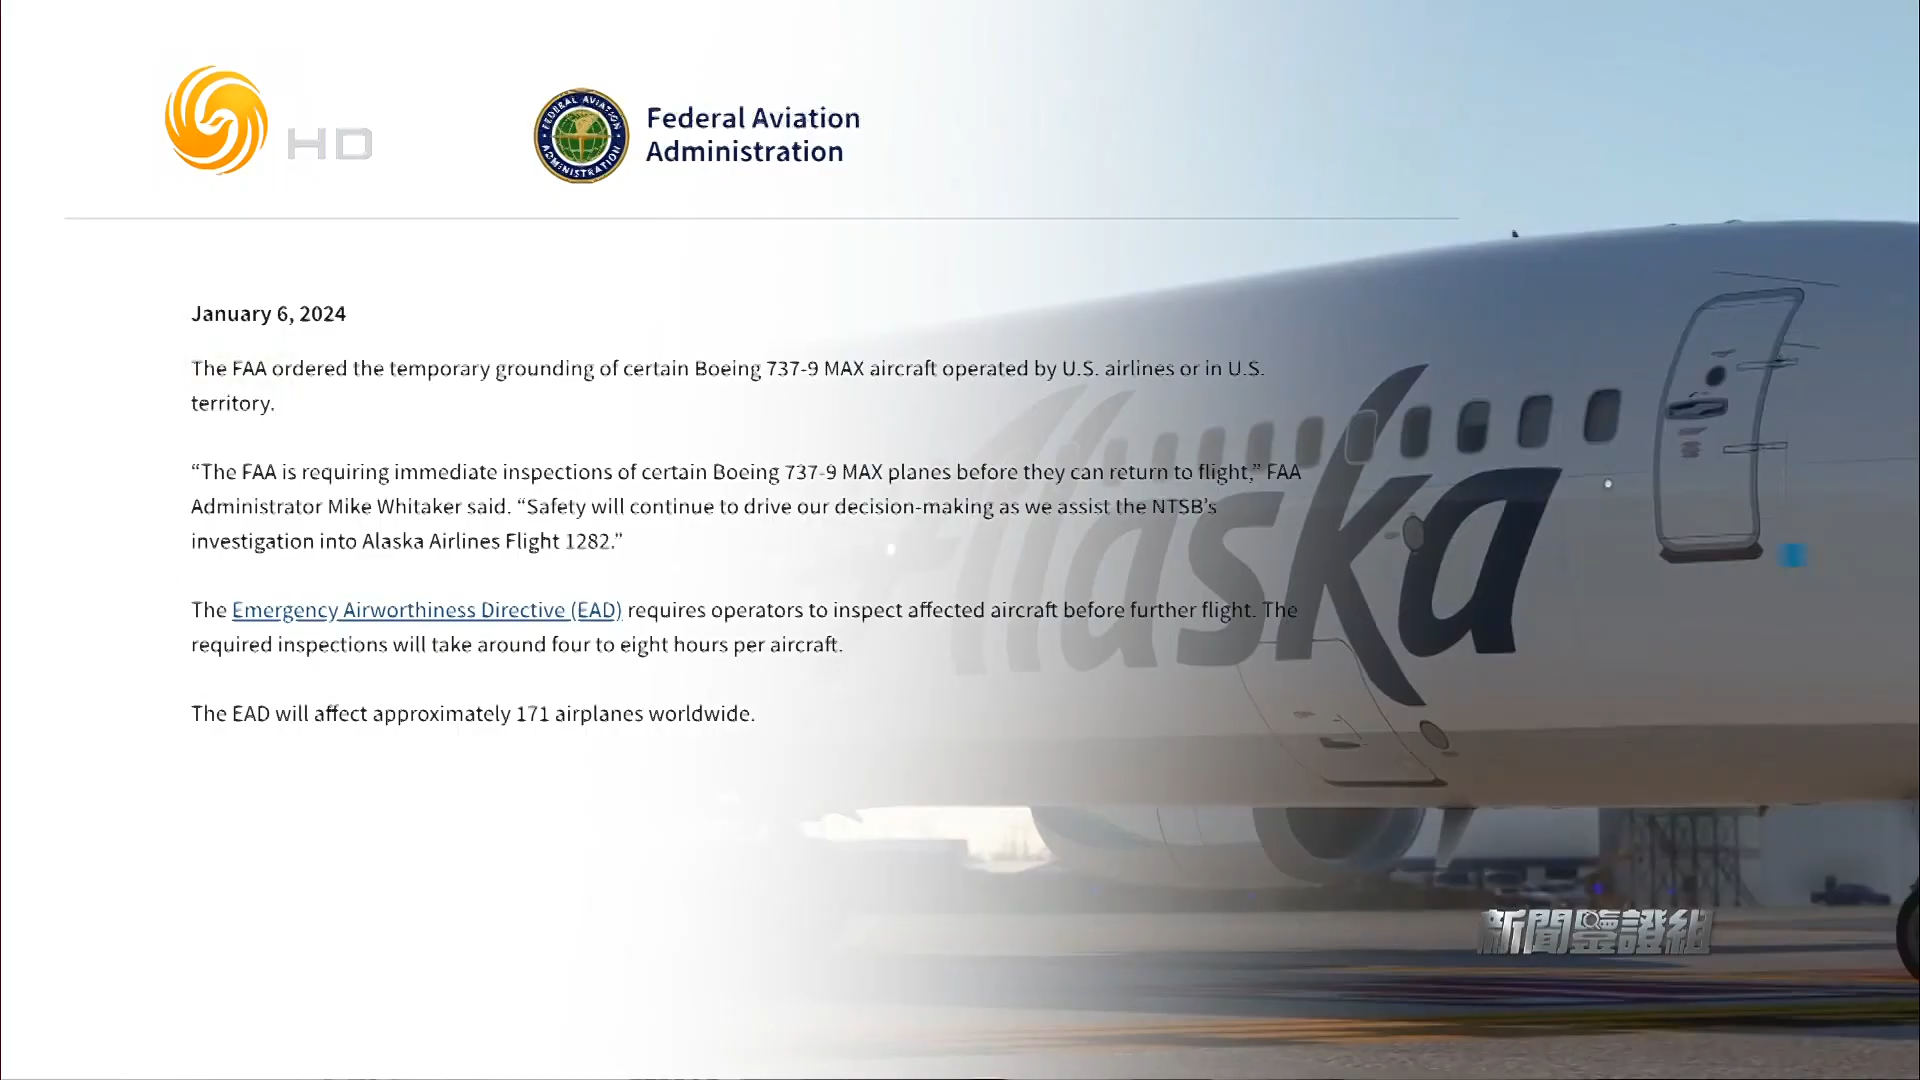 HD
FEDERAL AVIATION
ADMINISTRATION
Federal Aviation
Administration
January 6, 2024
The FAA ordered the temporary grounding of certain Boeing 737-9 MAX aircraft operated by U.S. airlines or in U.S.
territory.
“The FAA is requiring immediate inspections of certain Boeing 737-9 MAX planes before they can return to flight,” FAA
Administrator Mike Whitaker said. “Safety will continue to drive our decision-making as we assist the NTSB’s
investigation into Alaska Airlines Flight 1282.”
The Emergency Airworthiness Directive (EAD) requires operators to inspect affected aircraft before further flight. The
required inspections will take around four to eight hours per aircraft.
The EAD will affect approximately 171 airplanes worldwide.
Alaska
新聞鑒證組